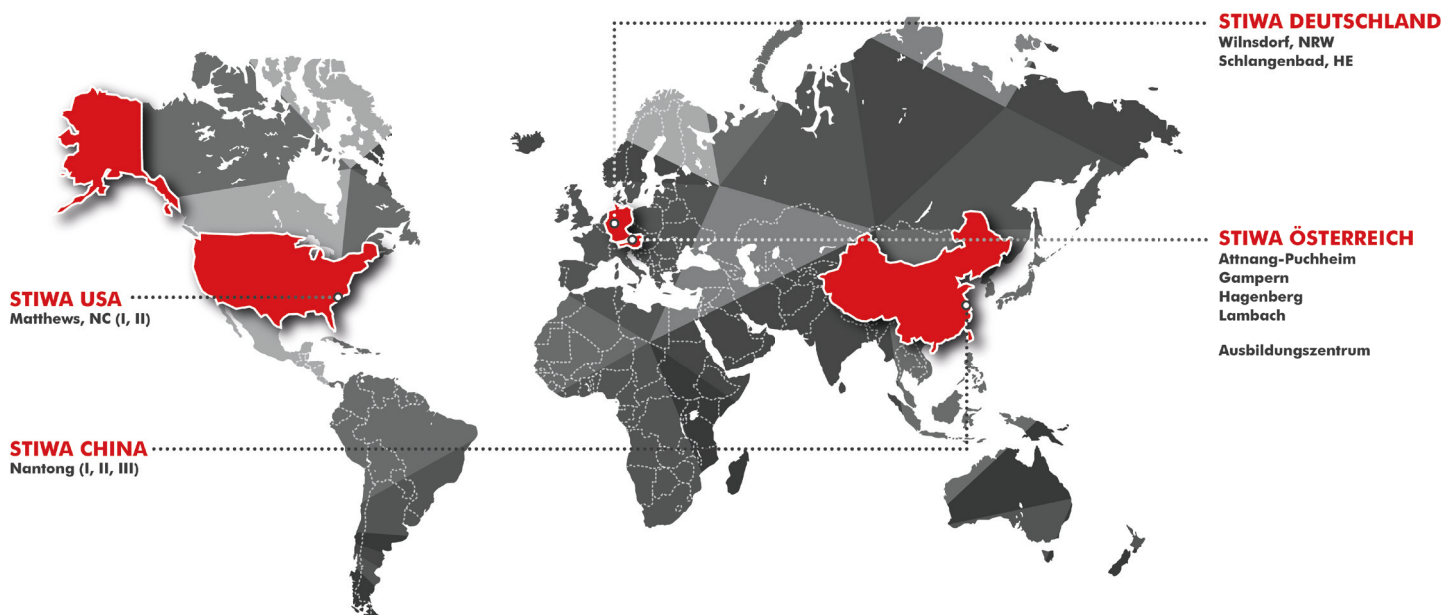 STIWA DEUTSCHLAND
Wilnsdorf, NRW
Schlangenbad, HE
STIWA ÖSTERREICH
Attnang-Puchheim
Gampern
Hagenberg
Lambach
Ausbildungszentrum
STIWA USA
Matthews, NC (I, II)
STIWA CHINA
Nantong (I, II, III)